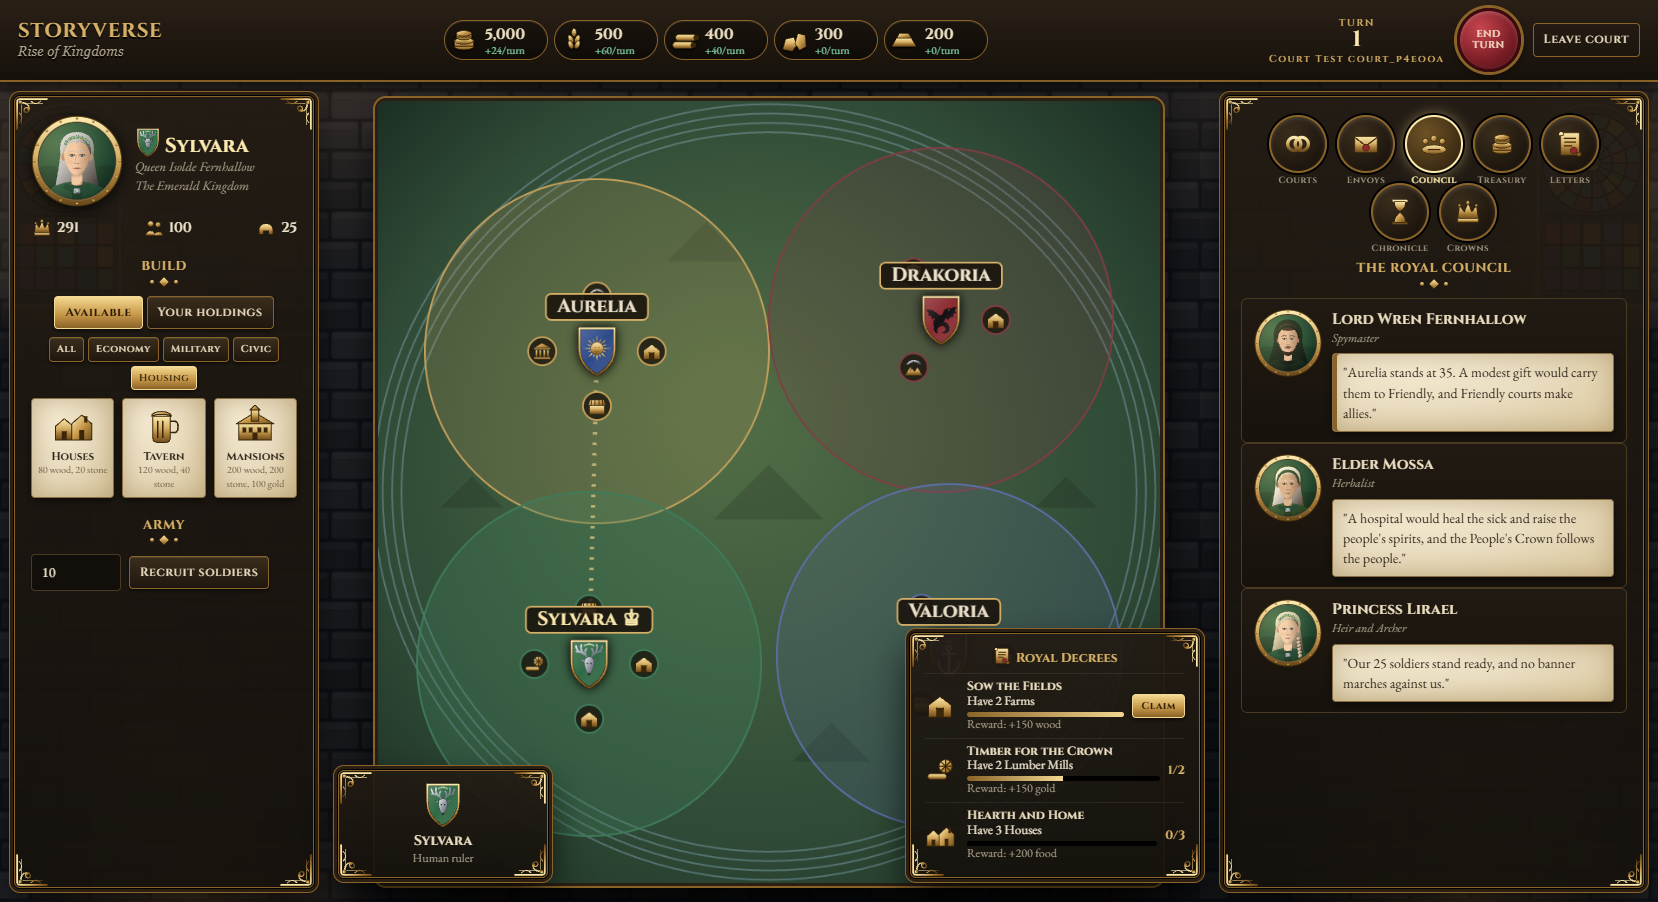 STORYVERSE
Rise of Kingdoms
5,000
+24/turn
500
+60/turn
400
+40/turn
300
+0/turn
200
+0/turn
TURN
1
COURT TEST COURT_P4EOOA
END
TURN
LEAVE COURT
SYLVARA
Queen Isolde Fernhallow
The Emerald Kingdom
291
100
25
BUILD
AVAILABLE
YOUR HOLDINGS
ALL
ECONOMY
MILITARY
CIVIC
HOUSING
HOUSES
80 wood, 20 stone
TAVERN
120 wood, 40
stone
MANSIONS
200 wood, 200
stone, 100 gold
ARMY
10
RECRUIT SOLDIERS
AURELIA
DRAKORIA
SYLVARA
VALORIA
SYLVARA
Human ruler
ROYAL DECREES
SOW THE FIELDS
Have 2 Farms
CLAIM
Reward: +150 wood
TIMBER FOR THE CROWN
Have 2 Lumber Mills
1/2
Reward: +150 gold
HEARTH AND HOME
Have 3 Houses
0/3
Reward: +200 food
COURTS
ENVOYS
COUNCIL
TREASURY
LETTERS
CHRONICLE
CROWNS
THE ROYAL COUNCIL
LORD WREN FERNHALLOW
Spymaster
"Aurelia stands at 35. A modest gift would carry
them to Friendly, and Friendly courts make
allies."
ELDER MOSSA
Herbalist
"A hospital would heal the sick and raise the
people's spirits, and the People's Crown follows
the people."
PRINCESS LIRAEL
Heir and Archer
"Our 25 soldiers stand ready, and no banner
marches against us."